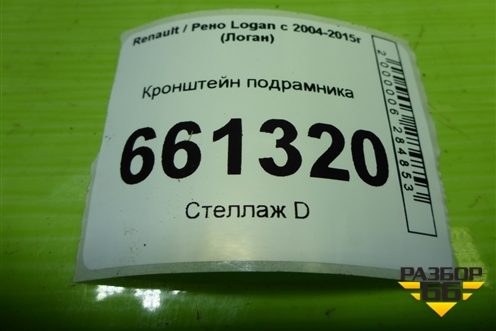 Renault / Рено Logan с 2004-2015г
(Логан)
Кронштейн подрамника
661320
Стеллаж D
2000006284853
РАЗБОР
66